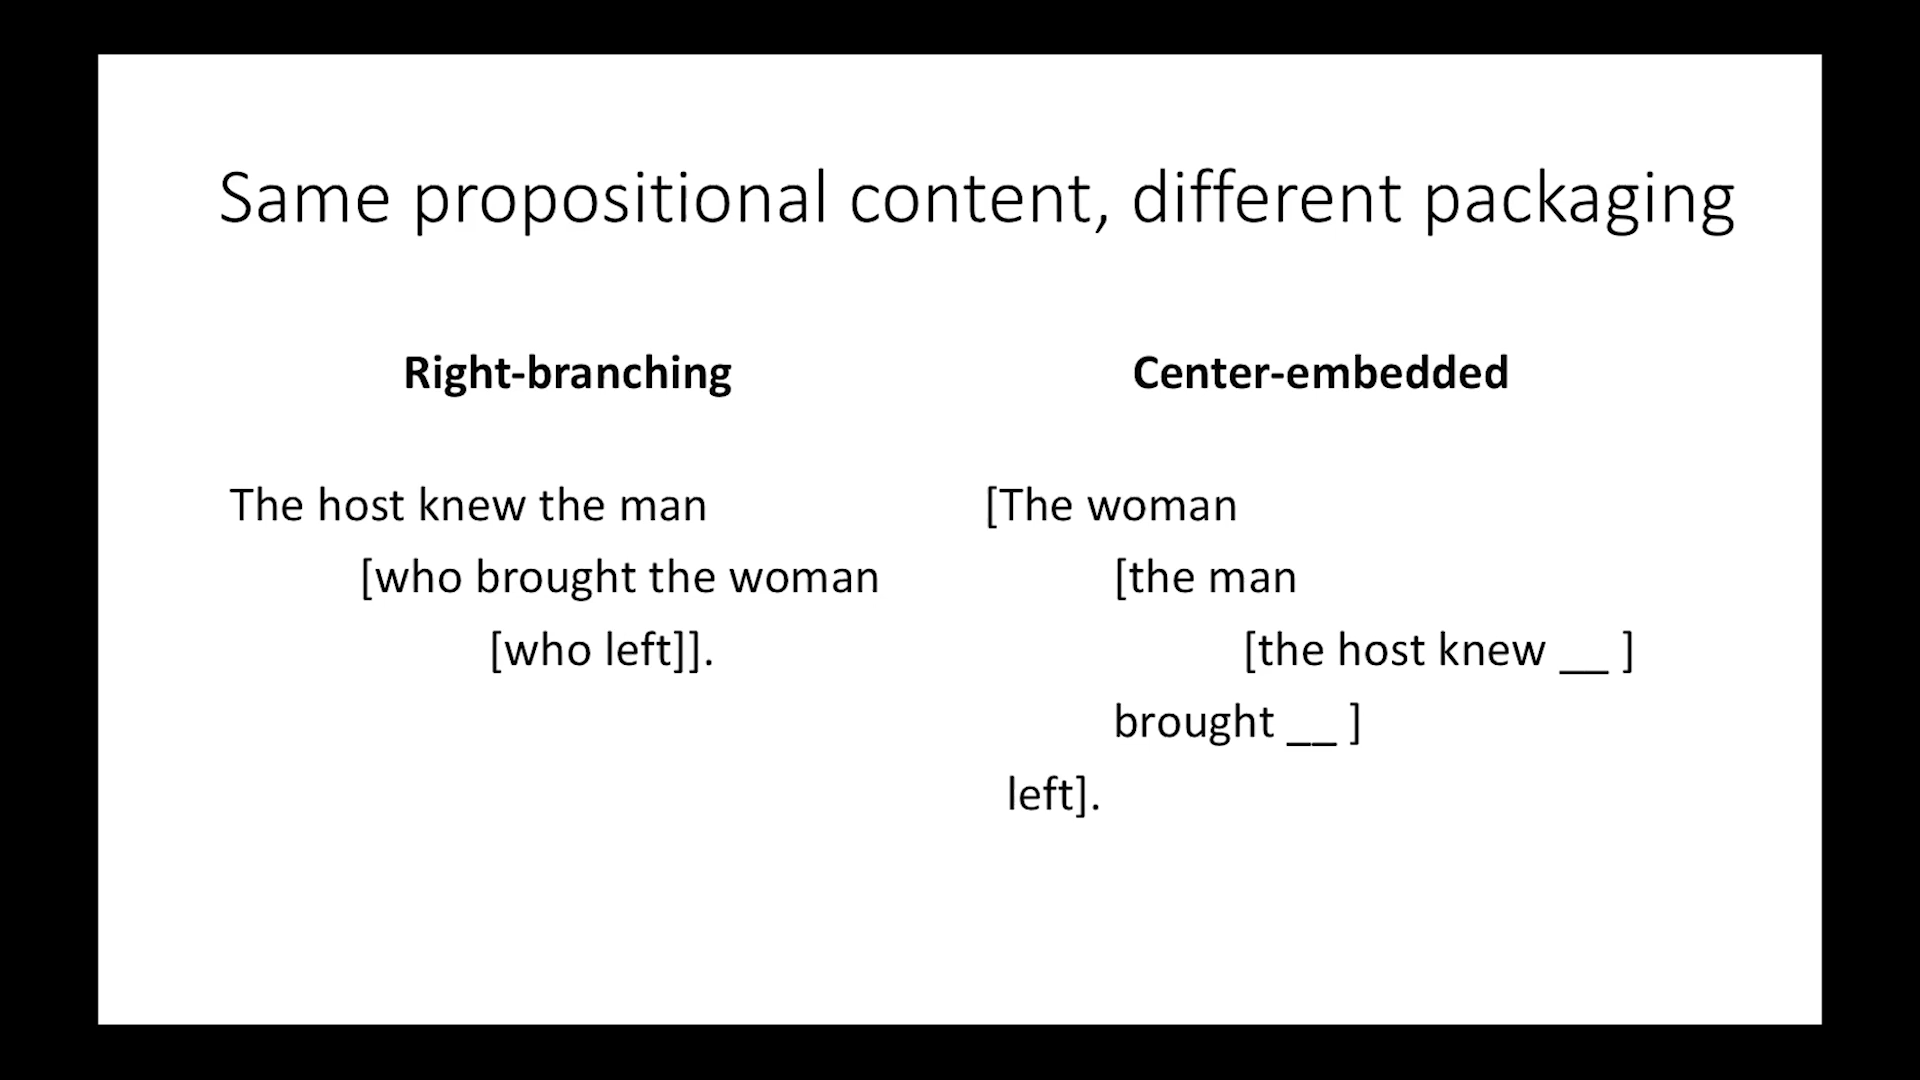 Same propositional content, different packaging
Right-branching
The host knew the man
[who brought the woman
[who left]].
Center-embedded
[The woman
[the man
[the host knew __ ]
brought __ ]
left].